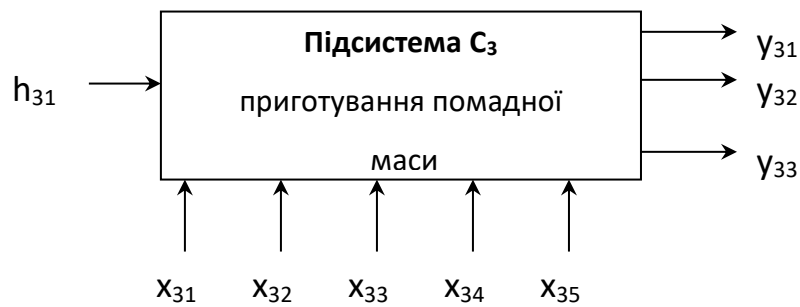 Підсистема С₃
y₃₁
h₃₁
приготування помадної
y₃₂
маси
y₃₃
x₃₁ x₃₂ x₃₃ x₃₄ x₃₅